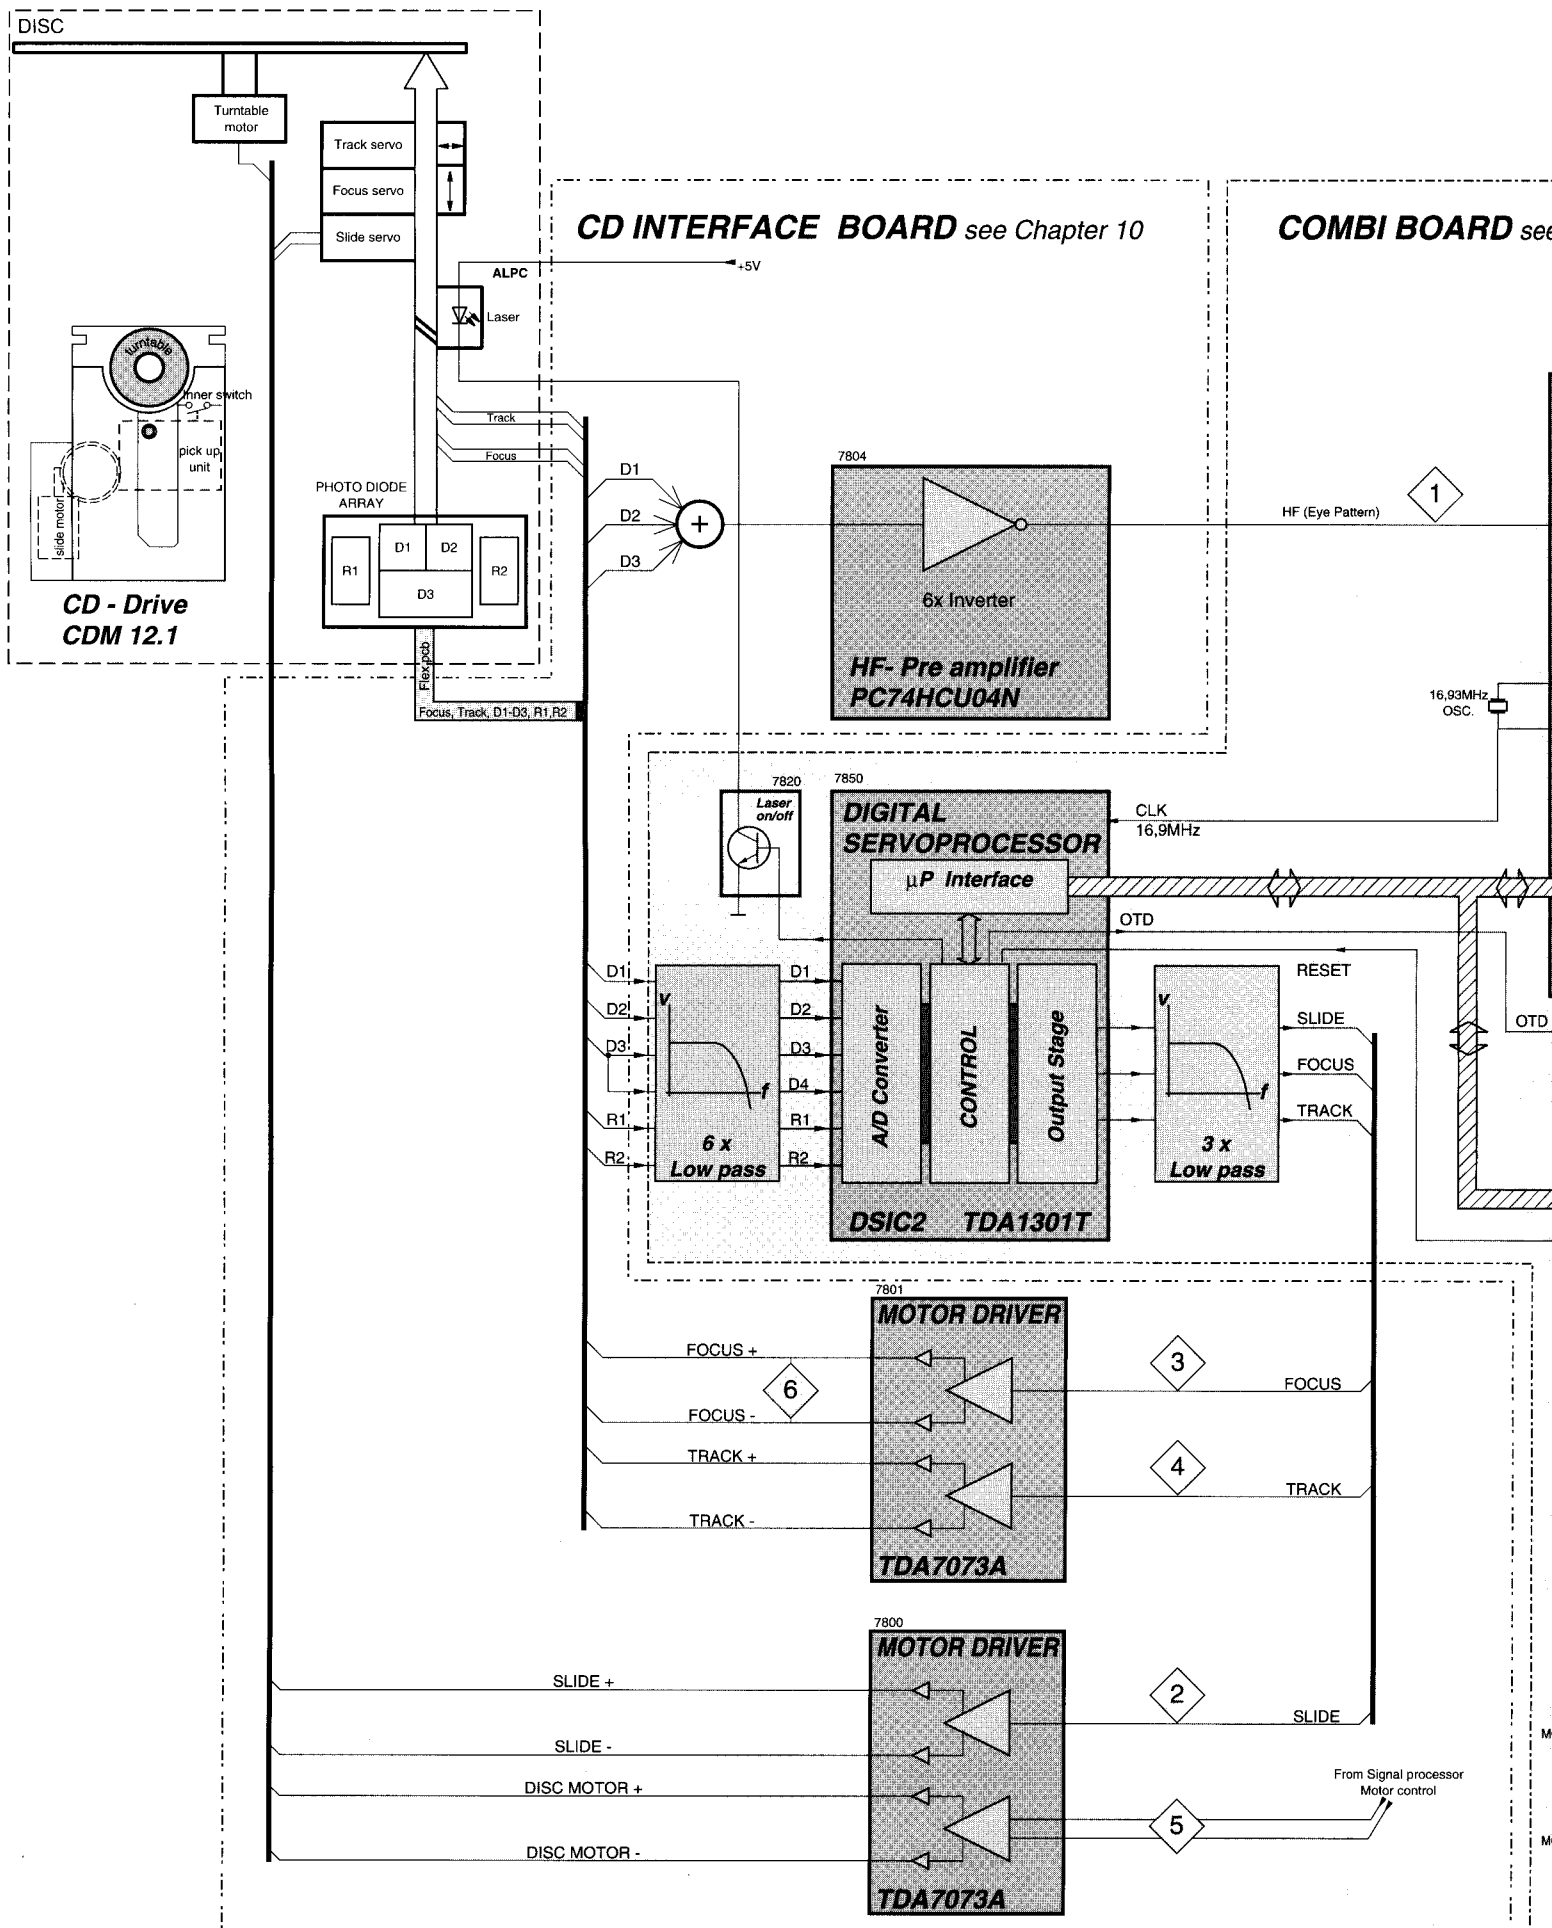 DISC
Turntable
motor
Track servo
Focus servo
Slide servo
CD INTERFACE BOARD see Chapter 10
COMBI BOARD see
ALPC
+5V
Laser
turntable
Inner switch
pick up
unit
slide motor
CD - Drive
CDM 12.1
Track
Focus
PHOTO DIODE
ARRAY
R1
D1
D2
R2
D3
Flex pcb
Focus, Track, D1-D3, R1,R2
D1
D2
D3
+
7804
6x Inverter
HF- Pre amplifier
PC74HCU04N
HF (Eye Pattern)
1
16,93MHz
OSC.
7820
Laser
on/off
7850
DIGITAL
SERVOPROCESSOR
µP Interface
CLK
16,9MHz
OTD
RESET
OTD
D1
D2
D3
R1
R2
v
f
6 x
Low pass
D1
D2
D3
D4
R1
R2
A/D Converter
CONTROL
Output Stage
DSIC2 TDA1301T
v
f
3 x
Low pass
SLIDE
FOCUS
TRACK
7801
MOTOR DRIVER
FOCUS +
6
FOCUS -
TRACK +
TRACK -
3
FOCUS
4
TRACK
TDA7073A
7800
MOTOR DRIVER
SLIDE +
SLIDE -
DISC MOTOR +
DISC MOTOR -
2
SLIDE
From Signal processor
Motor control
5
TDA7073A
M
M